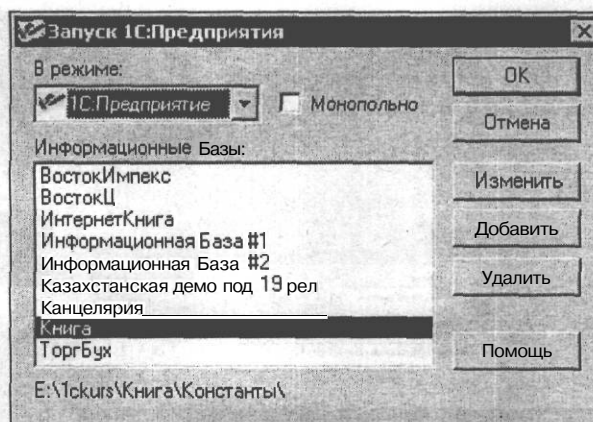 Запуск 1С:Предприятия
В режиме:
1С:Предприятие
Монопольно
Информационные Базы:
ВостокИмпекс
ВостокЦ
ИнтернетКнига
Информационная База #1
Информационная База #2
Казахстанская демо под 19 рел
Канцелярия
Книга
ТоргБух
E:\1ckurs\Книга\Константы\
OK
Отмена
Изменить
Добавить
Удалить
Помощь